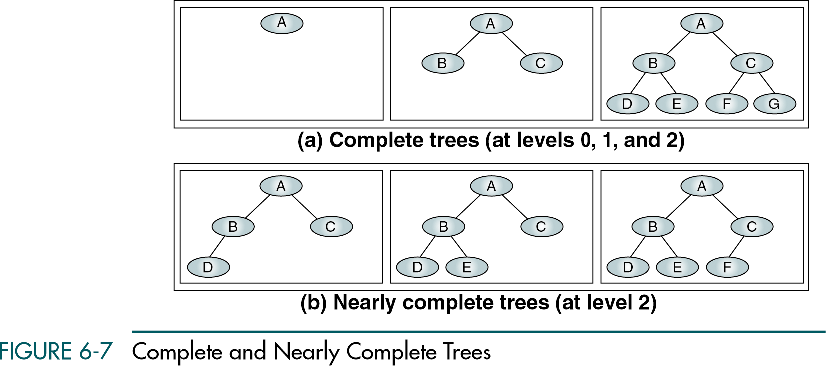 A A A
B C B C
D E F G
(a) Complete trees (at levels 0, 1, and 2)
A A A
B C B C B C
D D E D E F
(b) Nearly complete trees (at level 2)
FIGURE 6-7 Complete and Nearly Complete Trees